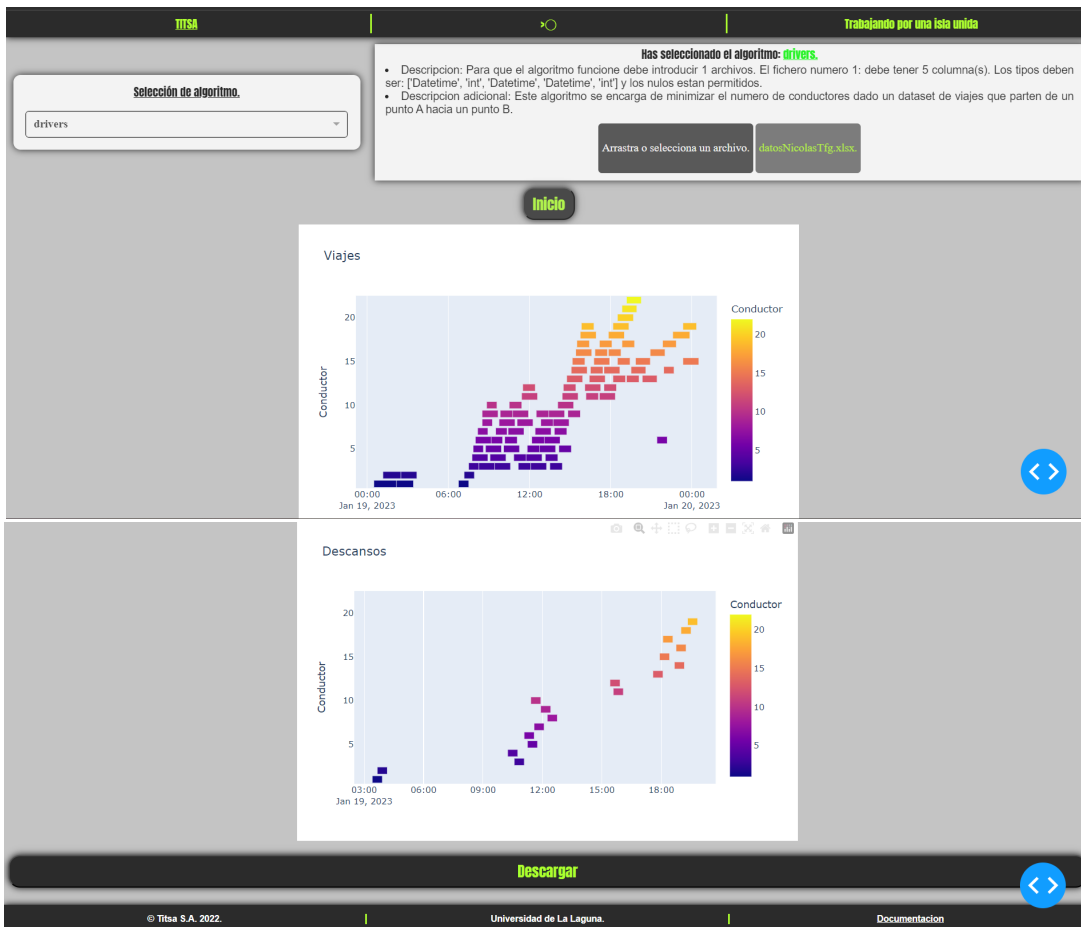 TITSA
>◯
Trabajando por una isla unida
Selección de algoritmo.
drivers
Has seleccionado el algoritmo: drivers.
• Descripcion: Para que el algoritmo funcione debe introducir 1 archivos. El fichero numero 1: debe tener 5 columna(s). Los tipos deben
ser: ['Datetime', 'int', 'Datetime', 'Datetime', 'int'] y los nulos estan permitidos.
• Descripcion adicional: Este algoritmo se encarga de minimizar el numero de conductores dado un dataset de viajes que parten de un
punto A hacia un punto B.
Arrastra o selecciona un archivo.
datosNicolasTfg.xlsx.
Inicio
Viajes
Conductor
20
15
10
5
00:00
Jan 19, 2023
06:00
12:00
18:00
00:00
Jan 20, 2023
Conductor
20
15
10
5
Descansos
Conductor
20
15
10
5
03:00
Jan 19, 2023
06:00
09:00
12:00
15:00
18:00
Conductor
20
15
10
5
Descargar
© Titsa S.A. 2022.
Universidad de La Laguna.
Documentacion